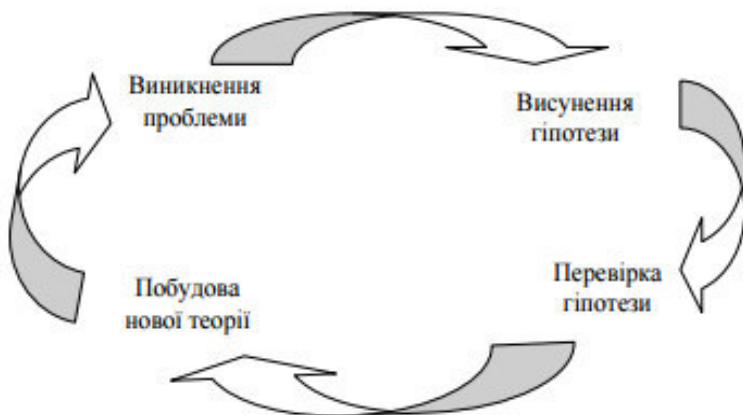 Виникнення
проблеми
Висунення
гіпотези
Перевірка
гіпотези
Побудова
нової теорії